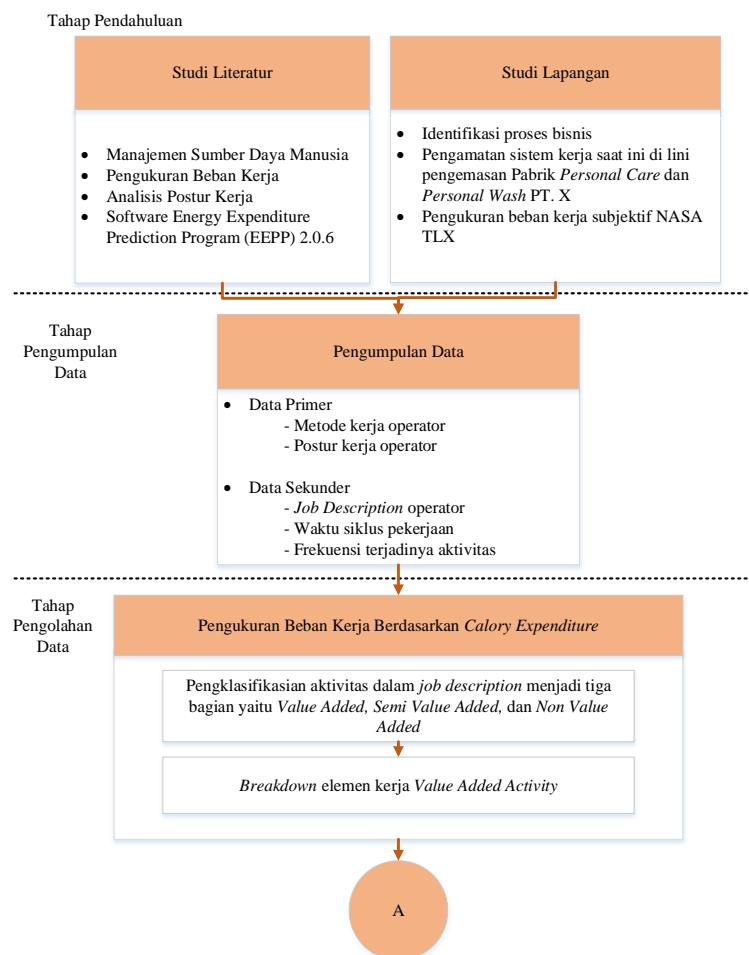 Tahap Pendahuluan
Studi Literatur
• Manajemen Sumber Daya Manusia
• Pengukuran Beban Kerja
• Analisis Postur Kerja
• Software Energy Expenditure
Prediction Program (EEPP) 2.0.6
Studi Lapangan
• Identifikasi proses bisnis
• Pengamatan sistem kerja saat ini di lini
pengemasan Pabrik Personal Care dan
Personal Wash PT. X
• Pengukuran beban kerja subjektif NASA
TLX
Tahap
Pengumpulan
Data
Pengumpulan Data
• Data Primer
- Metode kerja operator
- Postur kerja operator
• Data Sekunder
- Job Description operator
- Waktu siklus pekerjaan
- Frekuensi terjadinya aktivitas
Tahap
Pengolahan
Data
Pengukuran Beban Kerja Berdasarkan Calory Expenditure
Pengklasifikasian aktivitas dalam job description menjadi tiga
bagian yaitu Value Added, Semi Value Added, dan Non Value
Added
Breakdown elemen kerja Value Added Activity
A